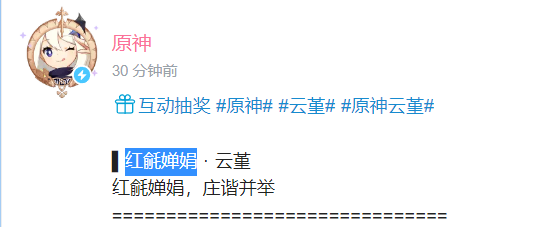 原神
30 分钟前
互动抽奖 #原神# #云堇# #原神云堇#
▌红毹婵娟 · 云堇
红毹婵娟，庄谐并举
===============================